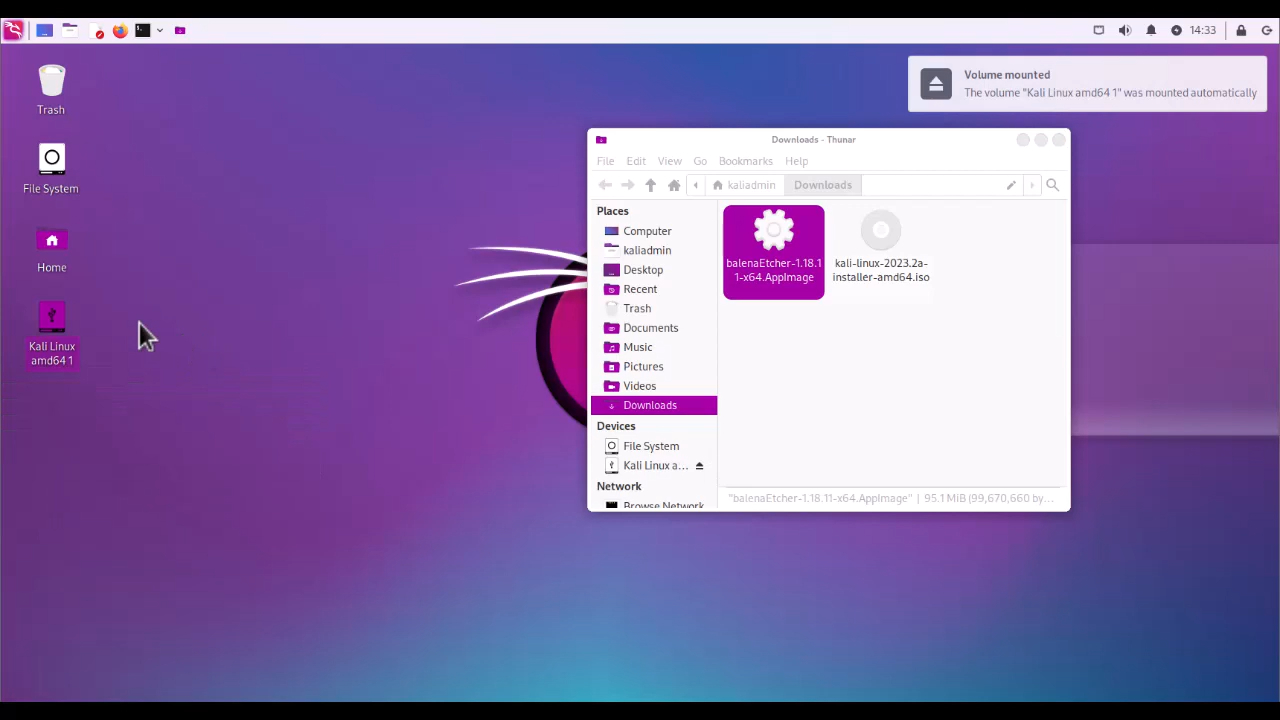 14:33
Trash
File System
Home
Kali Linux
amd64 1
Volume mounted
The volume "Kali Linux amd64 1" was mounted automatically
Downloads - Thunar
File Edit View Go Bookmarks Help
kaliadmin Downloads
Places
Computer
kaliadmin
Desktop
Recent
Trash
Documents
Music
Pictures
Videos
Downloads
Devices
File System
Kali Linux a...
Network
Browse Network
balenaEtcher-1.18.1
1-x64.AppImage
kali-linux-2023.2a-
installer-amd64.iso
"balenaEtcher-1.18.11-x64.AppImage" | 95.1 MiB (99,670,660 by...